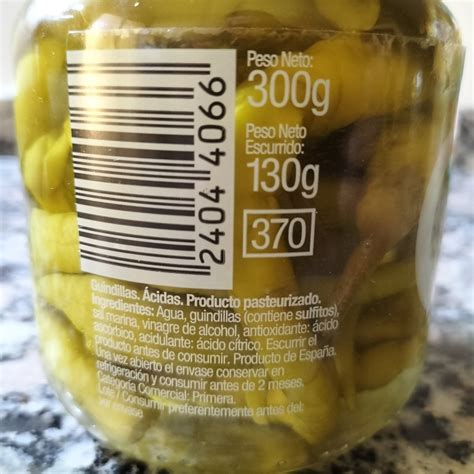 Peso Neto:
300g
Peso Neto
Escurrido:
130g
370
2404 4066
Guindillas. Ácidas. Producto pasteurizado.
Ingredientes: Agua, guindillas (contiene sulfitos),
sal marina, vinagre de alcohol, antioxidante: ácido
ascórbico, acidulante: ácido cítrico. Escurrir el
producto antes de consumir. Producto de España.
Una vez abierto el envase conservar en
refrigeración y consumir antes de 2 meses.
Categoría Comercial: Primera.
Lote / Consumir preferentemente antes del:
ver envase.